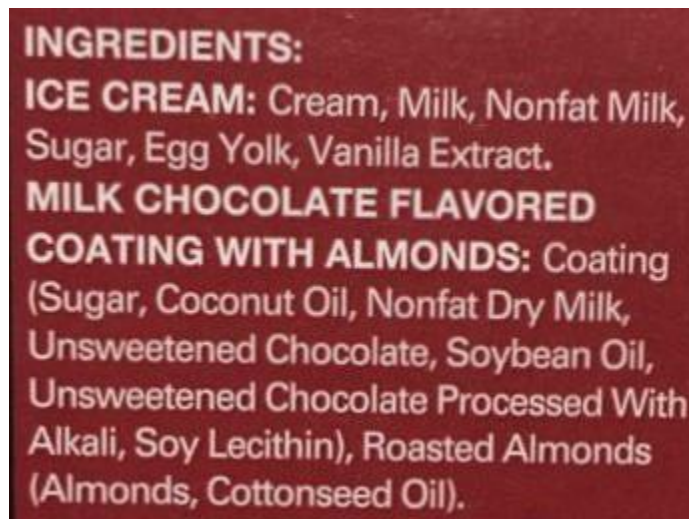 INGREDIENTS:
ICE CREAM: Cream, Milk, Nonfat Milk,
Sugar, Egg Yolk, Vanilla Extract.
MILK CHOCOLATE FLAVORED
COATING WITH ALMONDS: Coating
(Sugar, Coconut Oil, Nonfat Dry Milk,
Unsweetened Chocolate, Soybean Oil,
Unsweetened Chocolate Processed With
Alkali, Soy Lecithin), Roasted Almonds
(Almonds, Cottonseed Oil).